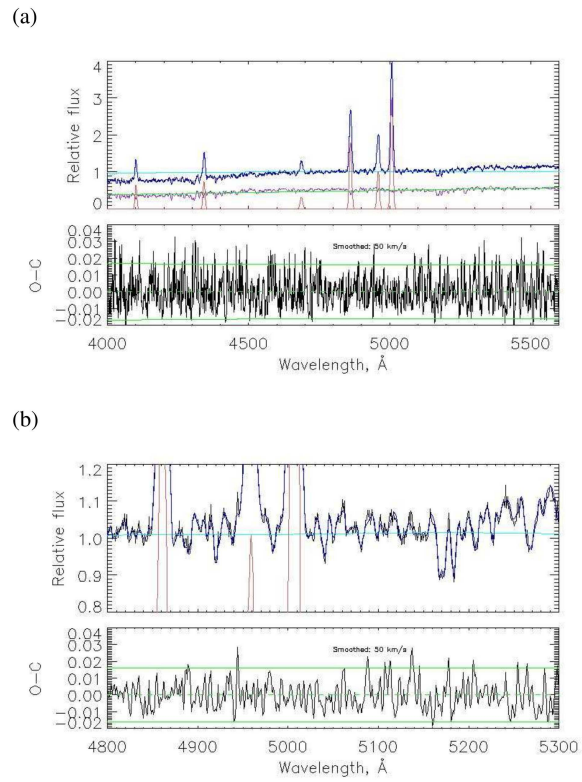 (a)
Relative flux
4
3
2
1
0
O-C
0.04
0.03
0.02
0.01
0.00
-0.01
-0.02
Smoothed: 50 km/s
4000 4500 5000 5500
Wavelength, Å
(b)
Relative flux
1.2
1.1
1.0
0.9
0.8
O-C
0.04
0.03
0.02
0.01
0.00
-0.01
-0.02
Smoothed: 50 km/s
4800 4900 5000 5100 5200 5300
Wavelength, Å